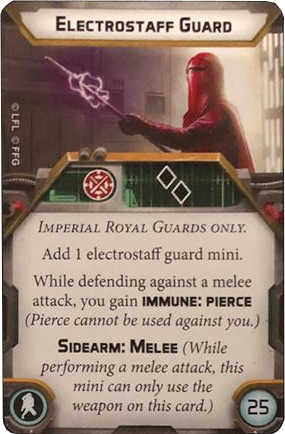 ELECTROSTAFF GUARD
© LFL © FFG
IMPERIAL ROYAL GUARDS ONLY.
Add 1 electrostaff guard mini.
While defending against a melee
attack, you gain IMMUNE: PIERCE
(Pierce cannot be used against you.)
SIDEARM: MELEE (While
performing a melee attack, this
mini can only use the
weapon on this card.)
25